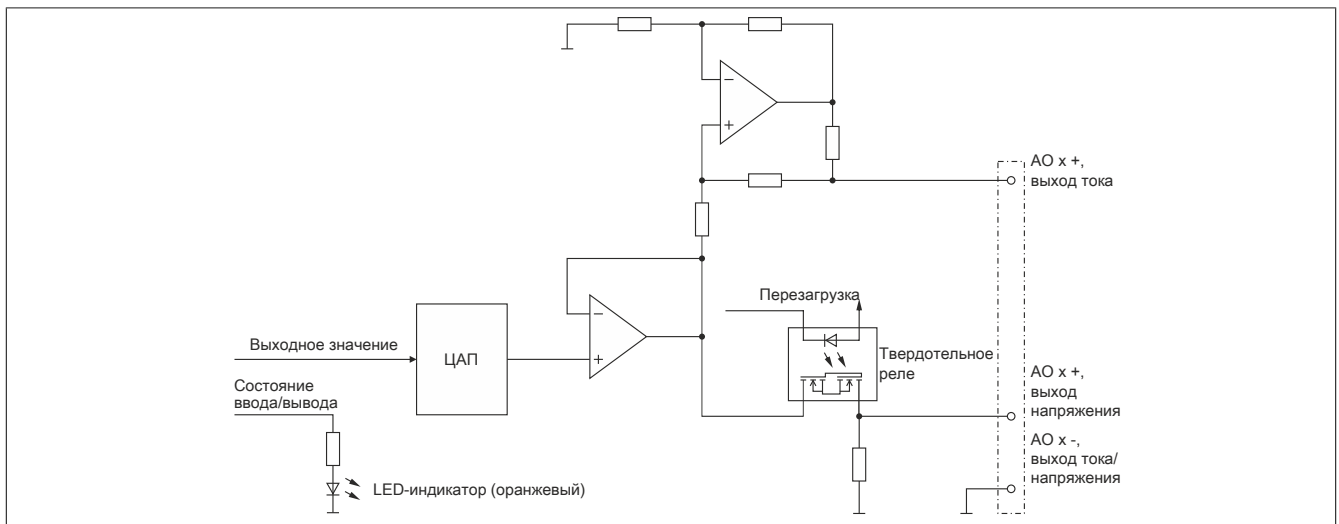 AO x +,
выход тока
Перезагрузка
Выходное значение
ЦАП
Твердотельное
реле
Состояние
ввода/вывода
AO x +,
выход
напряжения
AO x -,
выход тока/
напряжения
LED-индикатор (оранжевый)